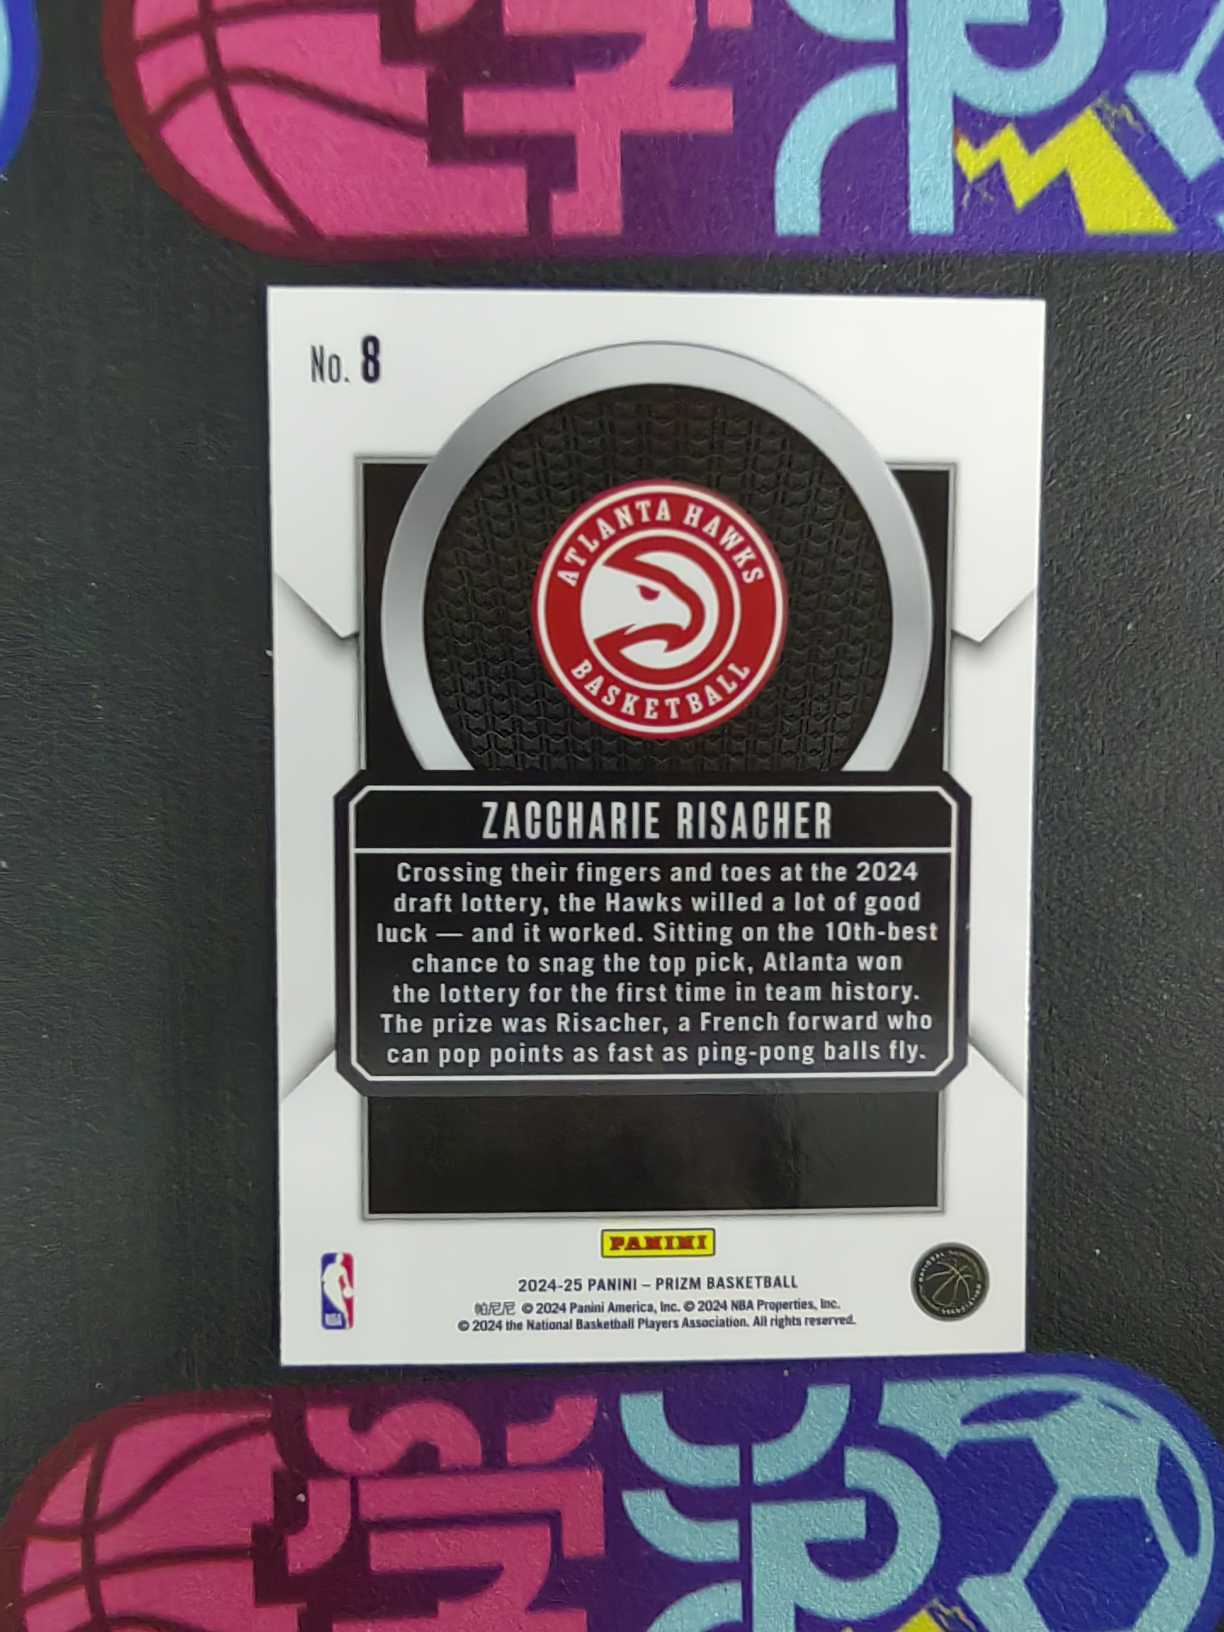 No. 8
ATLANTA HAWKS
BASKETBALL
ZACCHARIE RISACHER
Crossing their fingers and toes at the 2024
draft lottery, the Hawks willed a lot of good
luck — and it worked. Sitting on the 10th-best
chance to snag the top pick, Atlanta won
the lottery for the first time in team history.
The prize was Risacher, a French forward who
can pop points as fast as ping-pong balls fly.
PANINI
2024-25 PANINI – PRIZM BASKETBALL
帕尼尼 © 2024 Panini America, Inc. © 2024 NBA Properties, Inc.
© 2024 the National Basketball Players Association. All rights reserved.
NBA